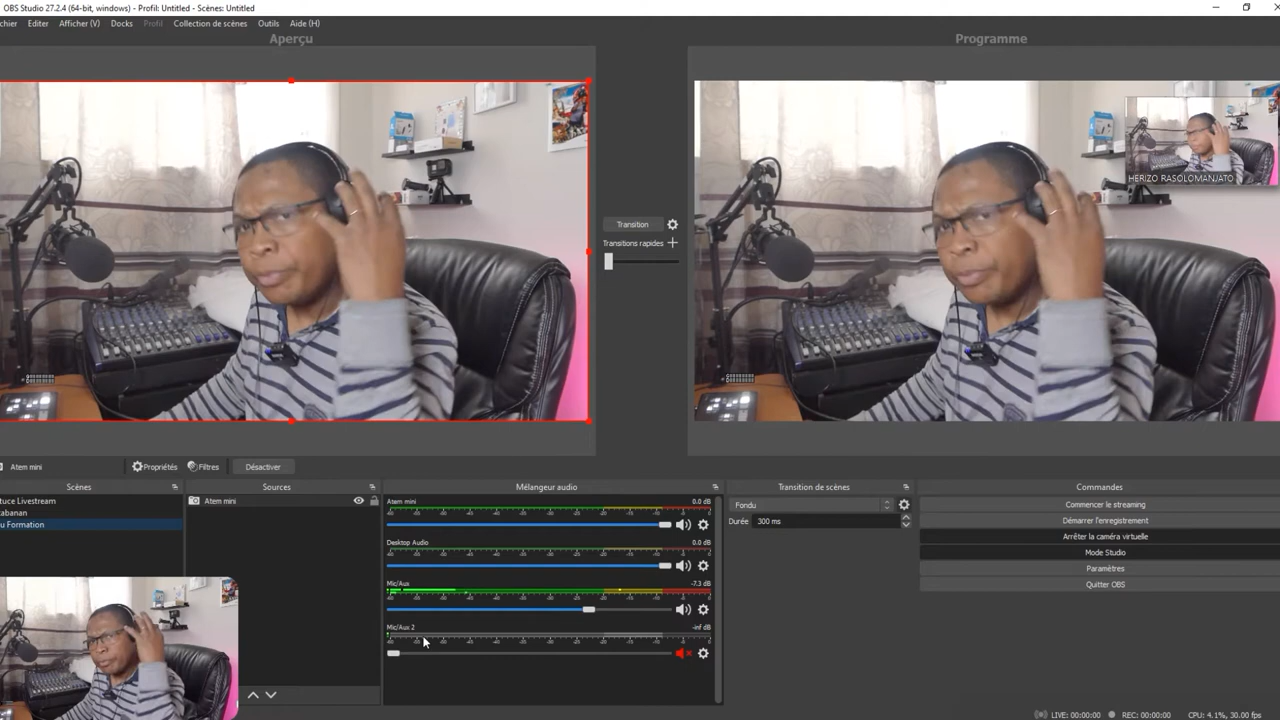 OBS Studio 27.2.4 (64-bit, windows) - Profil: Untitled - Scènes: Untitled
chier Editer Afficher (V) Docks Profil Collection de scènes Outils Aide (H)
Aperçu
Programme
HERIZO RASOLOMANJATO
Transition
Transitions rapides
Atem mini Propriétés Filtres Désactiver
Scènes
tuce Livestream
abanan
u Formation
Sources
Atem mini
Mélangeur audio
Atem mini 0.0 dB
Desktop Audio 0.0 dB
Mic/Aux -7.3 dB
Mic/Aux 2 -inf dB
Transition de scènes
Fondu
Durée 300 ms
Commandes
Commencer le streaming
Démarrer l'enregistrement
Arrêter la caméra virtuelle
Mode Studio
Paramètres
Quitter OBS
LIVE: 00:00:00 REC: 00:00:00 CPU: 4.1%, 30.00 fps